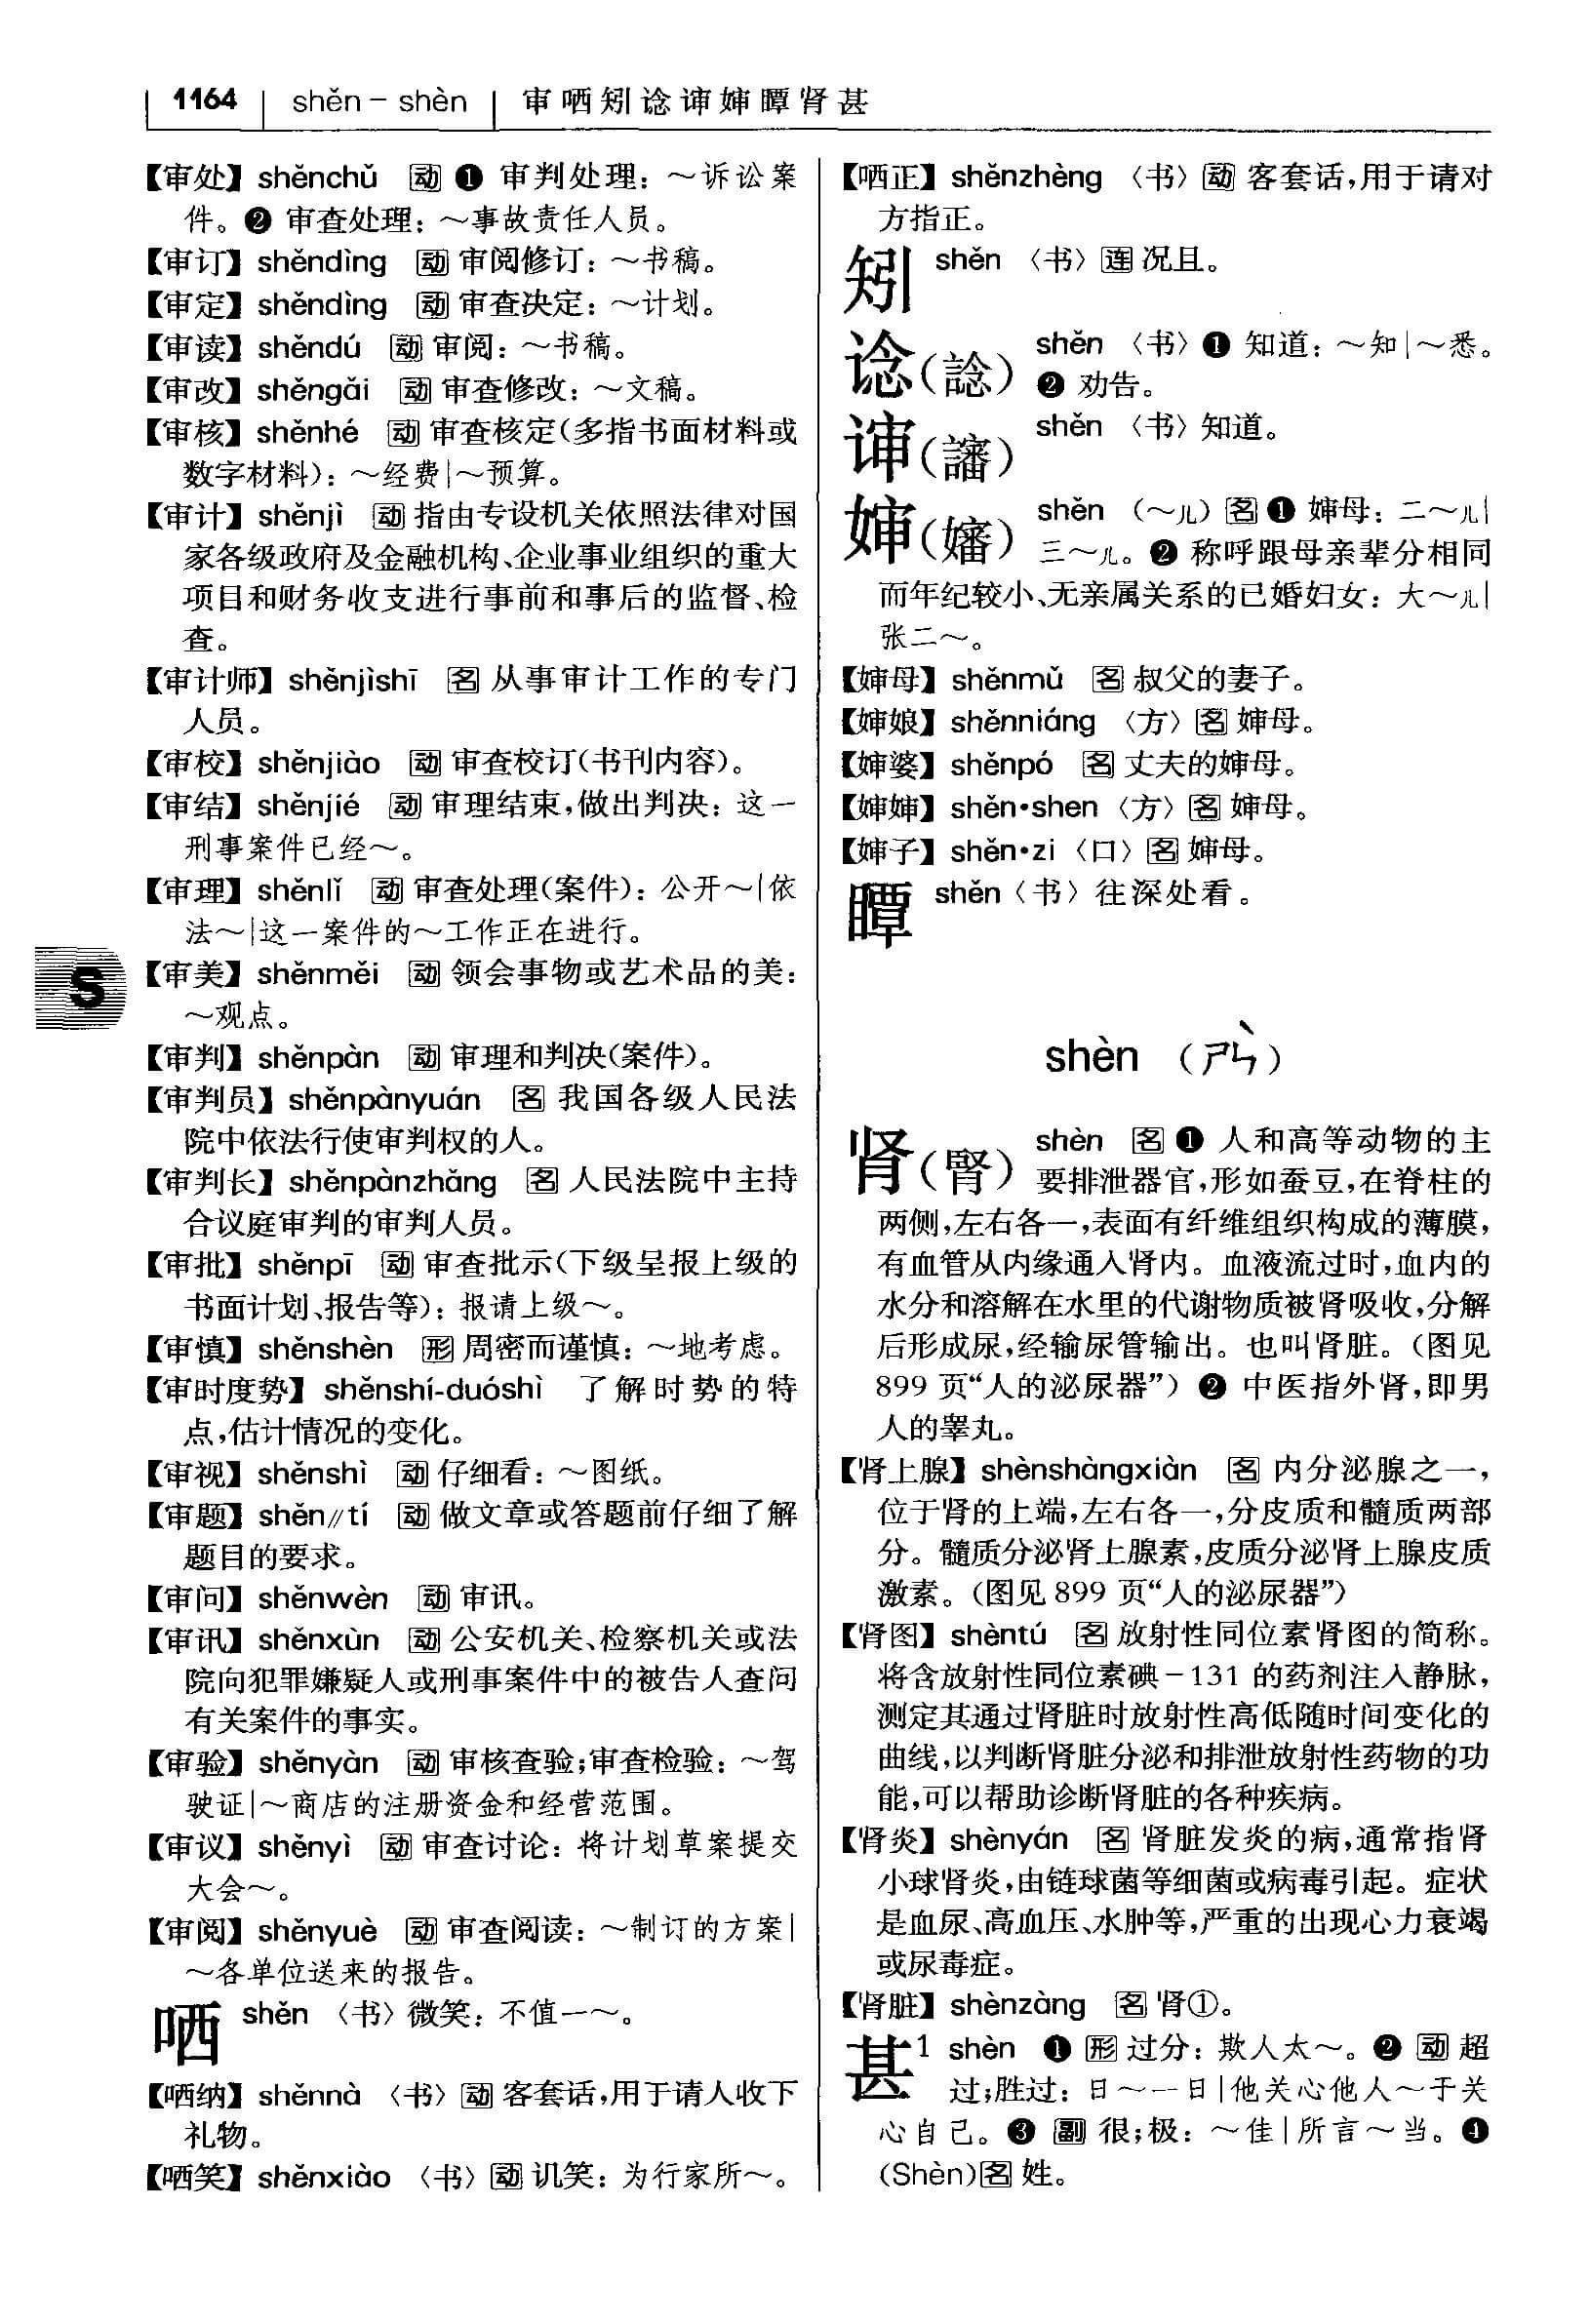 1164 shěn – shèn 审哂矧谂谉婶瞫肾甚
【审处】 shěnchǔ 动 ❶ 审判处理：～诉讼案
件。❷ 审查处理：～事故责任人员。
【审订】 shěndìng 动 审阅修订：～书稿。
【审定】 shěndìng 动 审查决定：～计划。
【审读】 shěndú 动 审阅：～书稿。
【审改】 shěngǎi 动 审查修改：～文稿。
【审核】 shěnhé 动 审查核定（多指书面材料或
数字材料）：～经费|～预算。
【审计】 shěnjì 动 指由专设机关依照法律对国
家各级政府及金融机构、企业事业组织的重大
项目和财务收支进行事前和事后的监督、检
查。
【审计师】 shěnjìshī 名 从事审计工作的专门
人员。
【审校】 shěnjiào 动 审查校订（书刊内容）。
【审结】 shěnjié 动 审理结束，做出判决：这一
刑事案件已经～。
【审理】 shěnlǐ 动 审查处理（案件）：公开～|依
法～|这一案件的～工作正在进行。
【审美】 shěnměi 动 领会事物或艺术品的美：
～观点。
【审判】 shěnpàn 动 审理和判决（案件）。
【审判员】 shěnpànyuán 名 我国各级人民法
院中依法行使审判权的人。
【审判长】 shěnpànzhǎng 名 人民法院中主持
合议庭审判的审判人员。
【审批】 shěnpī 动 审查批示（下级呈报上级的
书面计划、报告等）：报请上级～。
【审慎】 shěnshèn 形 周密而谨慎：～地考虑。
【审时度势】 shěnshí-duóshì 了解时势的特
点，估计情况的变化。
【审视】 shěnshì 动 仔细看：～图纸。
【审题】 shěn//tí 动 做文章或答题前仔细了解
题目的要求。
【审问】 shěnwèn 动 审讯。
【审讯】 shěnxùn 动 公安机关、检察机关或法
院向犯罪嫌疑人或刑事案件中的被告人查问
有关案件的事实。
【审验】 shěnyàn 动 审核查验；审查检验：～驾
驶证|～商店的注册资金和经营范围。
【审议】 shěnyì 动 审查讨论：将计划草案提交
大会～。
【审阅】 shěnyuè 动 审查阅读：～制订的方案|
～各单位送来的报告。
哂 shěn 〈书〉微笑：不值一～。
【哂纳】 shěnnà 〈书〉动 客套话，用于请人收下
礼物。
【哂笑】 shěnxiào 〈书〉动 讥笑：为行家所～。
S
【哂正】 shěnzhèng 〈书〉动 客套话，用于请对
方指正。
矧 shěn 〈书〉连 况且。
谂（諗） shěn 〈书〉❶ 知道：～知|～悉。
❷ 劝告。
谉（讅） shěn 〈书〉知道。
婶（嬸） shěn （～儿）名 ❶ 婶母：二～儿|
三～儿。❷ 称呼跟母亲辈分相同
而年纪较小、无亲属关系的已婚妇女：大～儿|
张二～。
【婶母】 shěnmǔ 名 叔父的妻子。
【婶娘】 shěnniáng 〈方〉名 婶母。
【婶婆】 shěnpó 名 丈夫的婶母。
【婶婶】 shěn•shen 〈方〉名 婶母。
【婶子】 shěn•zi 〈口〉名 婶母。
瞫 shěn〈书〉往深处看。
shèn （ㄕㄣˋ）
肾（腎） shèn 名 ❶ 人和高等动物的主
要排泄器官，形如蚕豆，在脊柱的
两侧，左右各一，表面有纤维组织构成的薄膜，
有血管从内缘通入肾内。血液流过时，血内的
水分和溶解在水里的代谢物质被肾吸收，分解
后形成尿，经输尿管输出。也叫肾脏。（图见
899 页“人的泌尿器”）❷ 中医指外肾，即男
人的睾丸。
【肾上腺】 shènshàngxiàn 名 内分泌腺之一，
位于肾的上端，左右各一，分皮质和髓质两部
分。髓质分泌肾上腺素，皮质分泌肾上腺皮质
激素。（图见 899 页“人的泌尿器”）
【肾图】 shèntú 名 放射性同位素肾图的简称。
将含放射性同位素碘－131 的药剂注入静脉，
测定其通过肾脏时放射性高低随时间变化的
曲线，以判断肾脏分泌和排泄放射性药物的功
能，可以帮助诊断肾脏的各种疾病。
【肾炎】 shènyán 名 肾脏发炎的病，通常指肾
小球肾炎，由链球菌等细菌或病毒引起。症状
是血尿、高血压、水肿等，严重的出现心力衰竭
或尿毒症。
【肾脏】 shènzàng 名 肾①。
甚1 shèn ❶ 形 过分：欺人太～。❷ 动 超
过；胜过：日～一日|他关心他人～于关
心自己。❸ 副 很；极：～佳|所言～当。❹
（Shèn）名 姓。